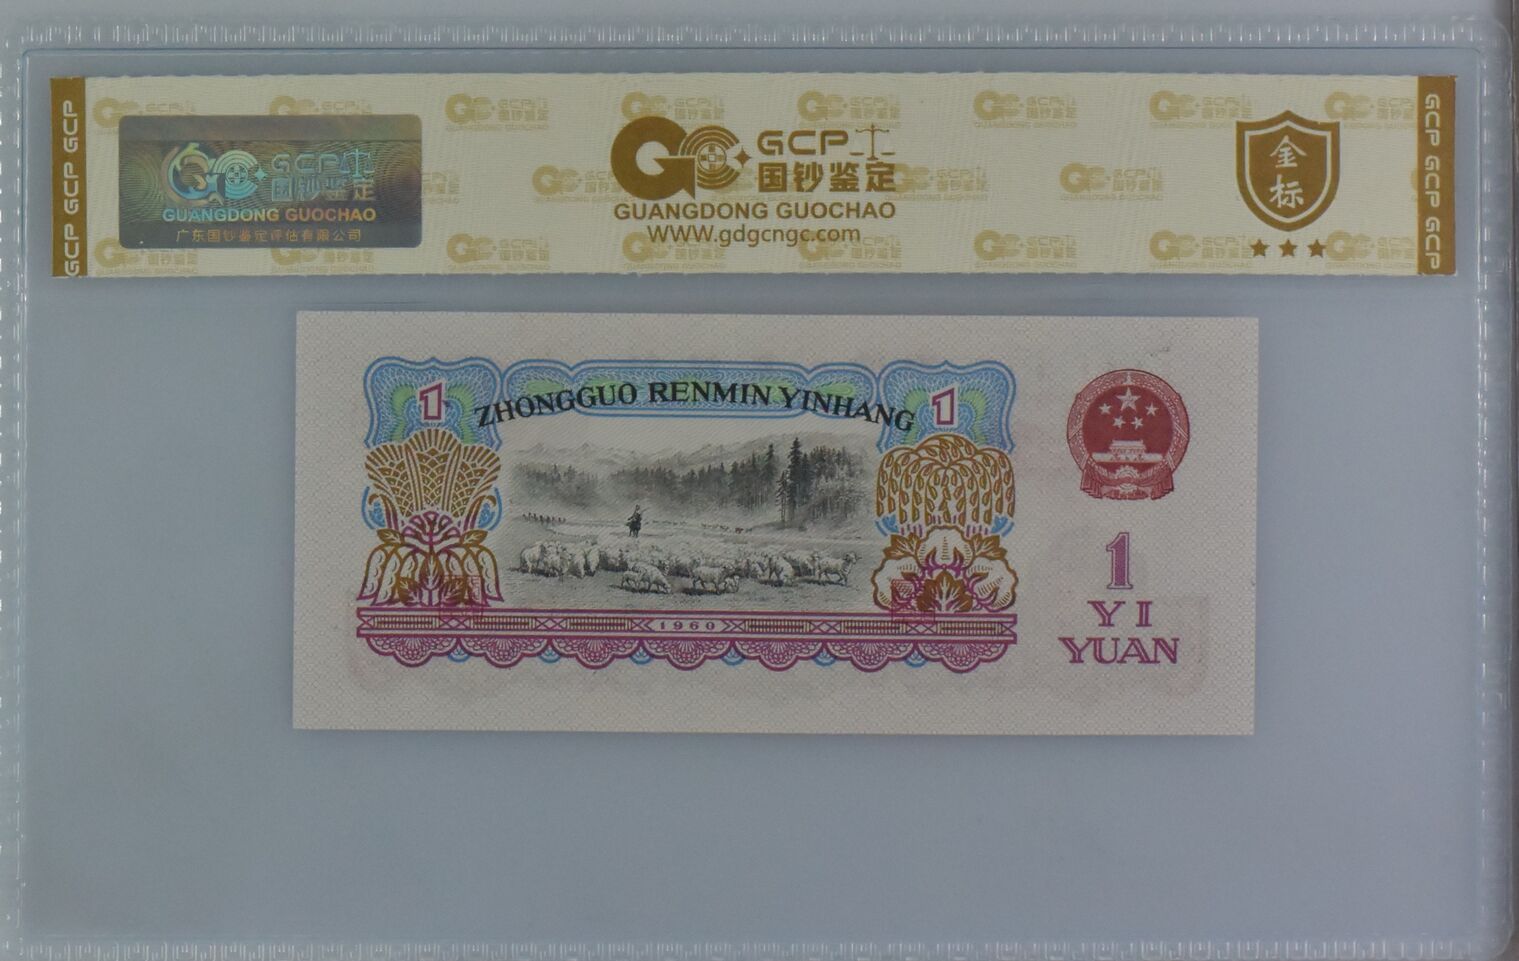 GCP GCP GCP
GCP
国钞鉴定
GUANGDONG GUOCHAO
广东国钞鉴定评估有限公司
GCP
国钞鉴定
GUANGDONG GUOCHAO
WWW.gdgcngc.com
金
标
GCP GCP GCP
1
ZHONGGUO RENMIN YINHANG
1
1960
1
YI
YUAN